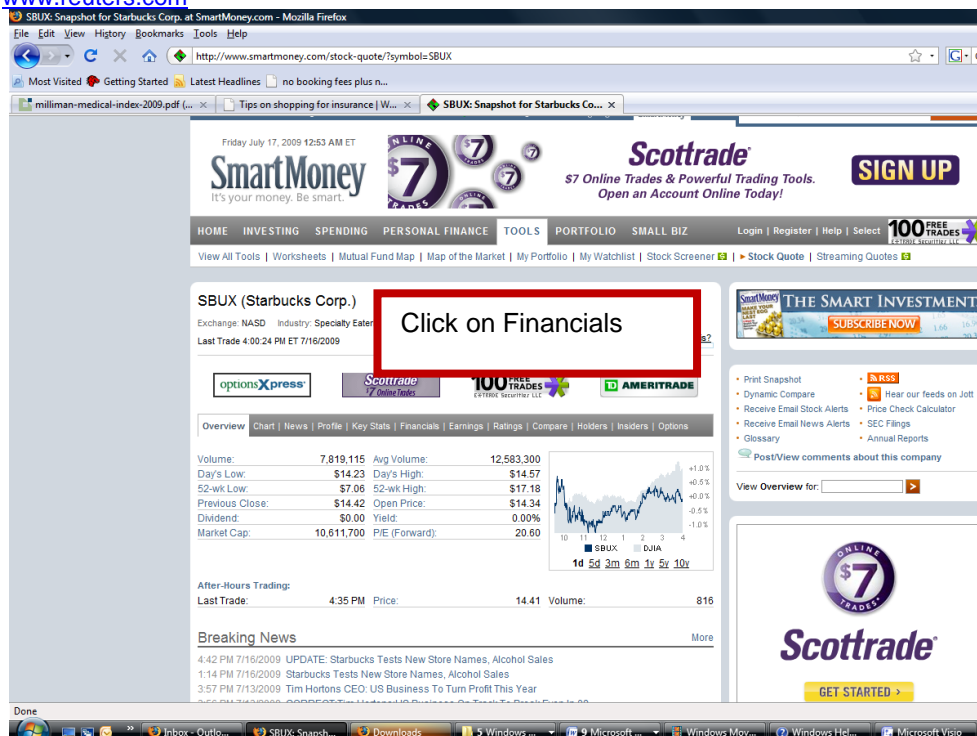 www.reuters.com
SBUX: Snapshot for Starbucks Corp. at SmartMoney.com - Mozilla Firefox
File Edit View History Bookmarks Tools Help
http://www.smartmoney.com/stock-quote/?symbol=SBUX
Most Visited Getting Started Latest Headlines no booking fees plus n...
milliman-medical-index-2009.pdf (... Tips on shopping for insurance | W... SBUX: Snapshot for Starbucks Co...
Friday July 17, 2009 12:53 AM ET
SmartMoney
It's your money. Be smart.
ONLINE $7 TRADES
$7
$7
Scottrade
$7 Online Trades & Powerful Trading Tools.
Open an Account Online Today!
SIGN UP
HOME INVESTING SPENDING PERSONAL FINANCE TOOLS PORTFOLIO SMALL BIZ Login | Register | Help | Select 100 FREE TRADES
E*TRADE Securities LLC
View All Tools | Worksheets | Mutual Fund Map | Map of the Market | My Portfolio | My Watchlist | Stock Screener | Stock Quote | Streaming Quotes
SBUX (Starbucks Corp.)
Exchange: NASD Industry: Specialty Eater
Last Trade 4:00:24 PM ET 7/16/2009
s?
Click on Financials
optionsXpress
Scottrade
$7 Online Trades
100 FREE TRADES
E*TRADE Securities LLC
TD AMERITRADE
Overview Chart | News | Profile | Key Stats | Financials | Earnings | Ratings | Compare | Holders | Insiders | Options
Volume: 7,819,115 Avg Volume: 12,583,300
Day's Low: $14.23 Day's High: $14.57
52-wk Low: $7.06 52-wk High: $17.18
Previous Close: $14.42 Open Price: $14.34
Dividend: $0.00 Yield: 0.00%
Market Cap: 10,611,700 P/E (Forward): 20.60
+1.0%
+0.5%
+0.0%
-0.5%
-1.0%
10 11 12 1 2 3 4
SBUX DJIA
1d 5d 3m 6m 1y 5y 10y
After-Hours Trading:
Last Trade: 4:35 PM Price: 14.41 Volume: 816
Breaking News More
4:42 PM 7/16/2009 UPDATE: Starbucks Tests New Store Names, Alcohol Sales
1:14 PM 7/16/2009 Starbucks Tests New Store Names, Alcohol Sales
3:57 PM 7/13/2009 Tim Hortons CEO: US Business To Turn Profit This Year
SmartMoney
THE SMART INVESTMENT
SUBSCRIBE NOW
Print Snapshot
Dynamic Compare
Receive Email Stock Alerts
Receive Email News Alerts
Glossary
RSS
Hear our feeds on Jott
Price Check Calculator
SEC Filings
Annual Reports
Post/View comments about this company
View Overview for:
ONLINE $7 TRADES
Scottrade
GET STARTED >
Done
Inbox - Outlo... SBUX: Snapsh... Downloads 5 Windows ... 9 Microsoft ... Windows Mov... Windows Hel... Microsoft Visio